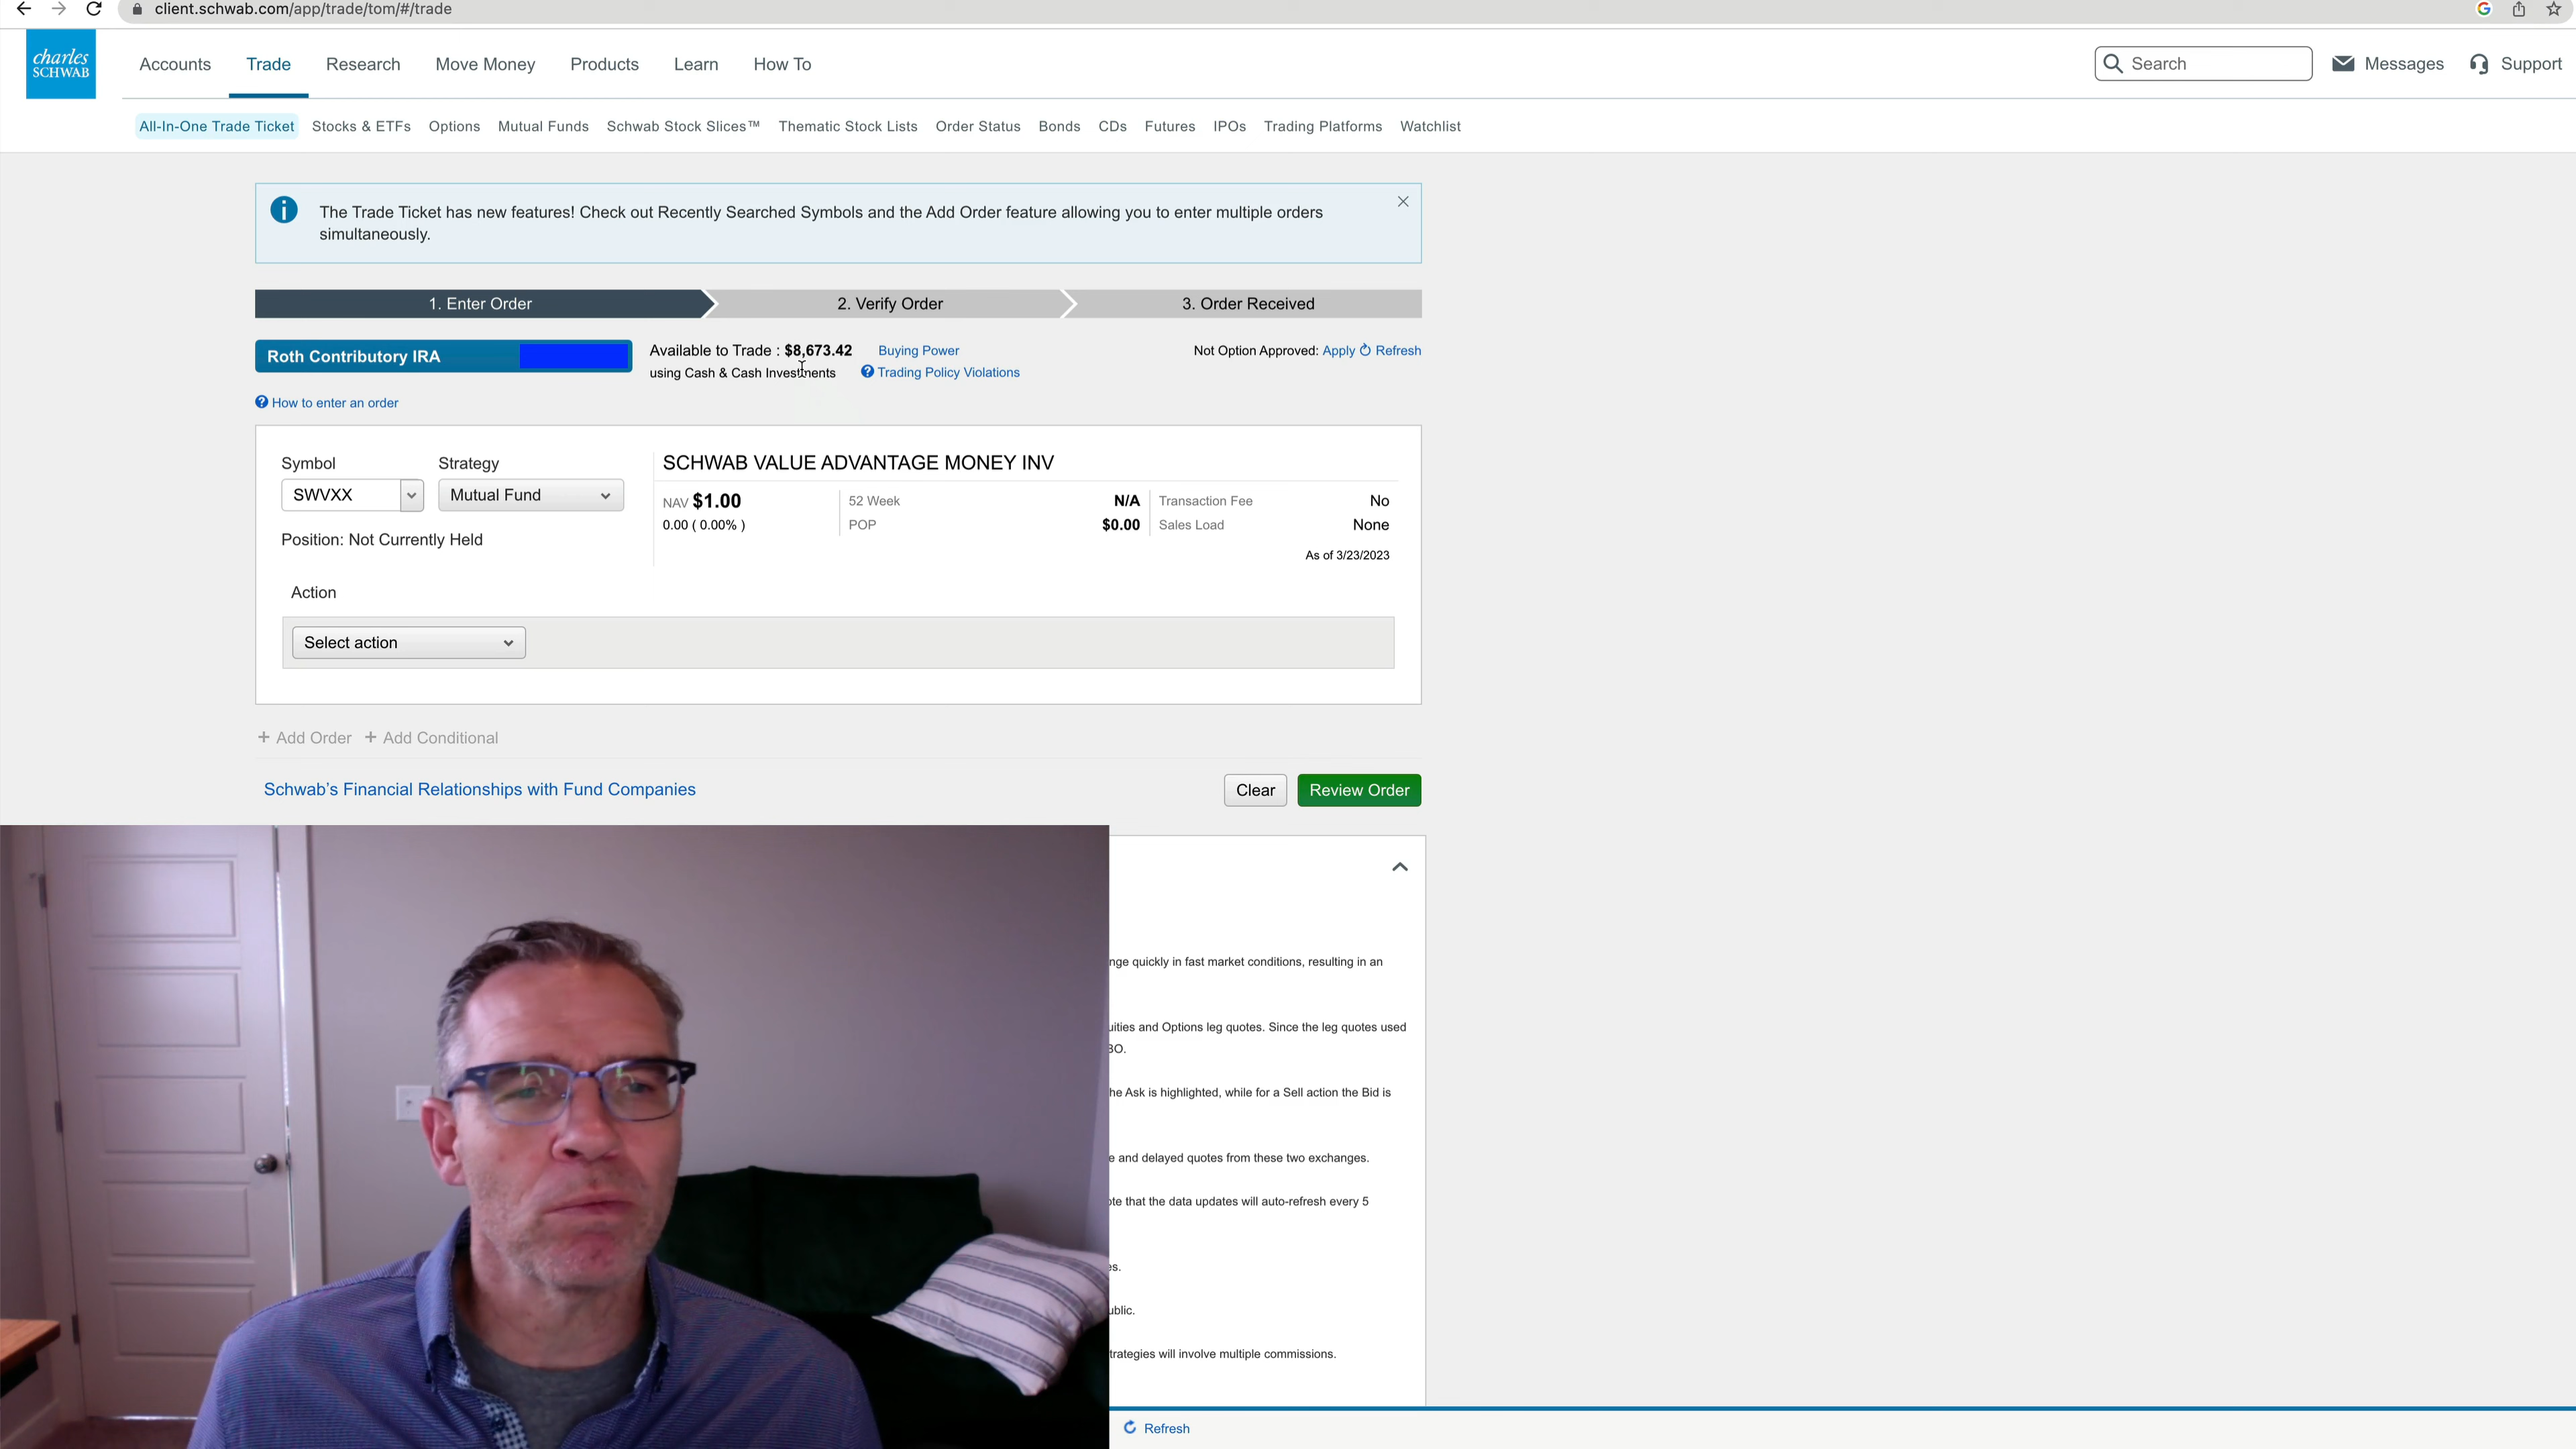 client.schwab.com/app/trade/tom/#/trade
charles
SCHWAB
Accounts Trade Research Move Money Products Learn How To
Search Messages Support
All-In-One Trade Ticket Stocks & ETFs Options Mutual Funds Schwab Stock Slices™ Thematic Stock Lists Order Status Bonds CDs Futures IPOs Trading Platforms Watchlist
The Trade Ticket has new features! Check out Recently Searched Symbols and the Add Order feature allowing you to enter multiple orders
simultaneously.
1. Enter Order 2. Verify Order 3. Order Received
Roth Contributory IRA
Available to Trade : $8,673.42 Buying Power
Not Option Approved: Apply Refresh
using Cash & Cash Investments Trading Policy Violations
How to enter an order
Symbol Strategy
SCHWAB VALUE ADVANTAGE MONEY INV
SWVXX Mutual Fund
NAV $1.00 52 Week N/A Transaction Fee No
0.00 ( 0.00% ) POP $0.00 Sales Load None
Position: Not Currently Held
As of 3/23/2023
Action
Select action
+ Add Order + Add Conditional
Schwab's Financial Relationships with Fund Companies
Clear Review Order
nge quickly in fast market conditions, resulting in an
uities and Options leg quotes. Since the leg quotes used
BO.
he Ask is highlighted, while for a Sell action the Bid is
e and delayed quotes from these two exchanges.
ote that the data updates will auto-refresh every 5
es.
ublic.
trategies will involve multiple commissions.
Refresh